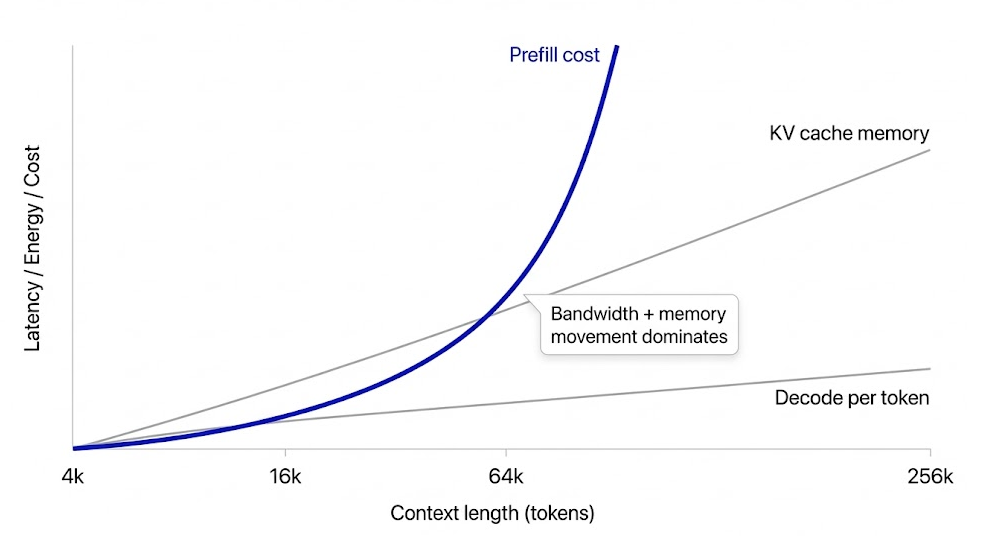 Prefill cost
KV cache memory
Latency / Energy / Cost
Bandwidth + memory
movement dominates
Decode per token
4k
16k
64k
256k
Context length (tokens)